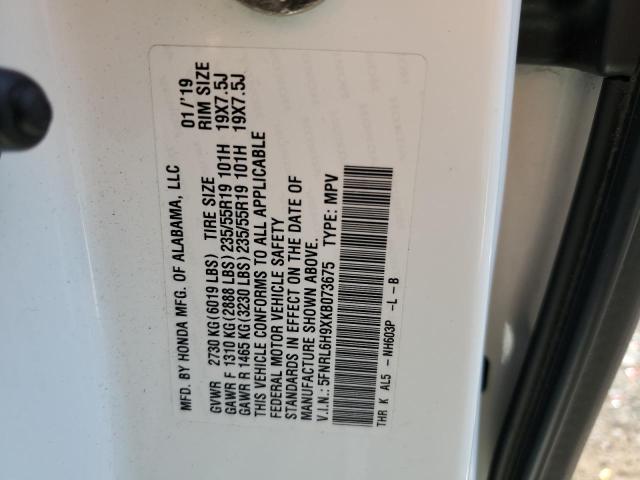 MFD. BY HONDA MFG. OF ALABAMA, LLC 01/'19
GVWR 2730 KG (6019 LBS) TIRE SIZE RIM SIZE
GAWR F 1310 KG (2888 LBS) 235/55R19 101H 19X7.5J
GAWR R 1465 KG (3230 LBS) 235/55R19 101H 19X7.5J
THIS VEHICLE CONFORMS TO ALL APPLICABLE
FEDERAL MOTOR VEHICLE SAFETY
STANDARDS IN EFFECT ON THE DATE OF
MANUFACTURE SHOWN ABOVE.
V.I.N.: 5FNRL6H9XKB073675 TYPE: MPV
THR K AL5 - NH603P - L - B